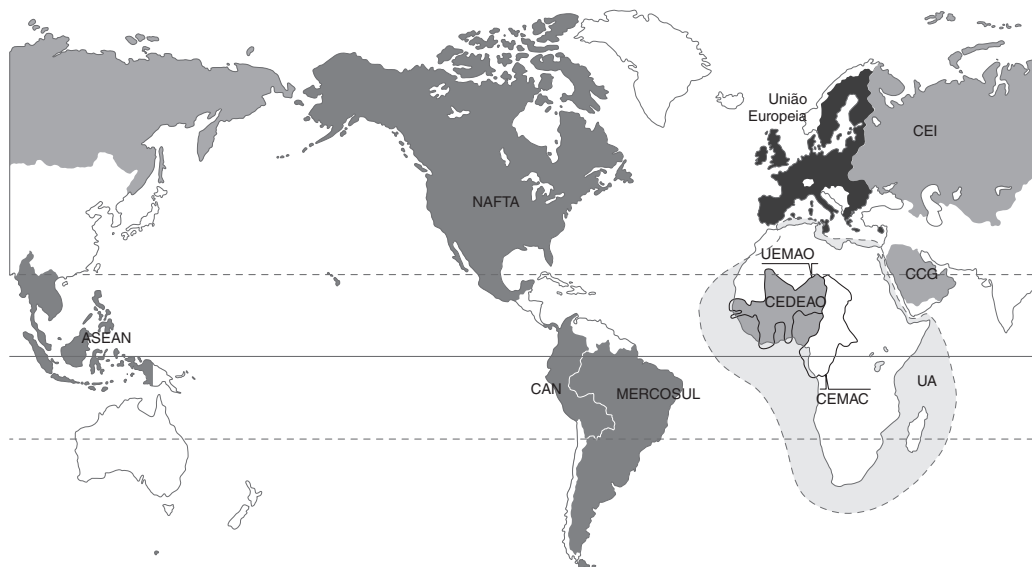 União
Europeia
CEI
NAFTA
UEMAO
CCG
CEDEAO
ASEAN
CAN
MERCOSUL
UA
CEMAC